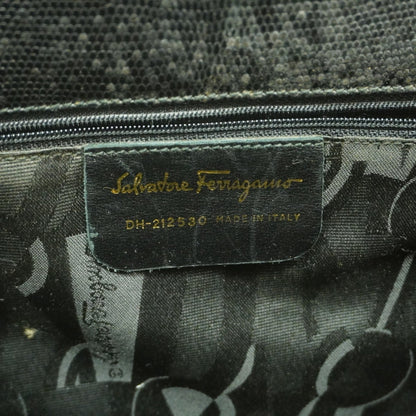 Salvatore Ferragamo
DH-212530 MADE IN ITALY